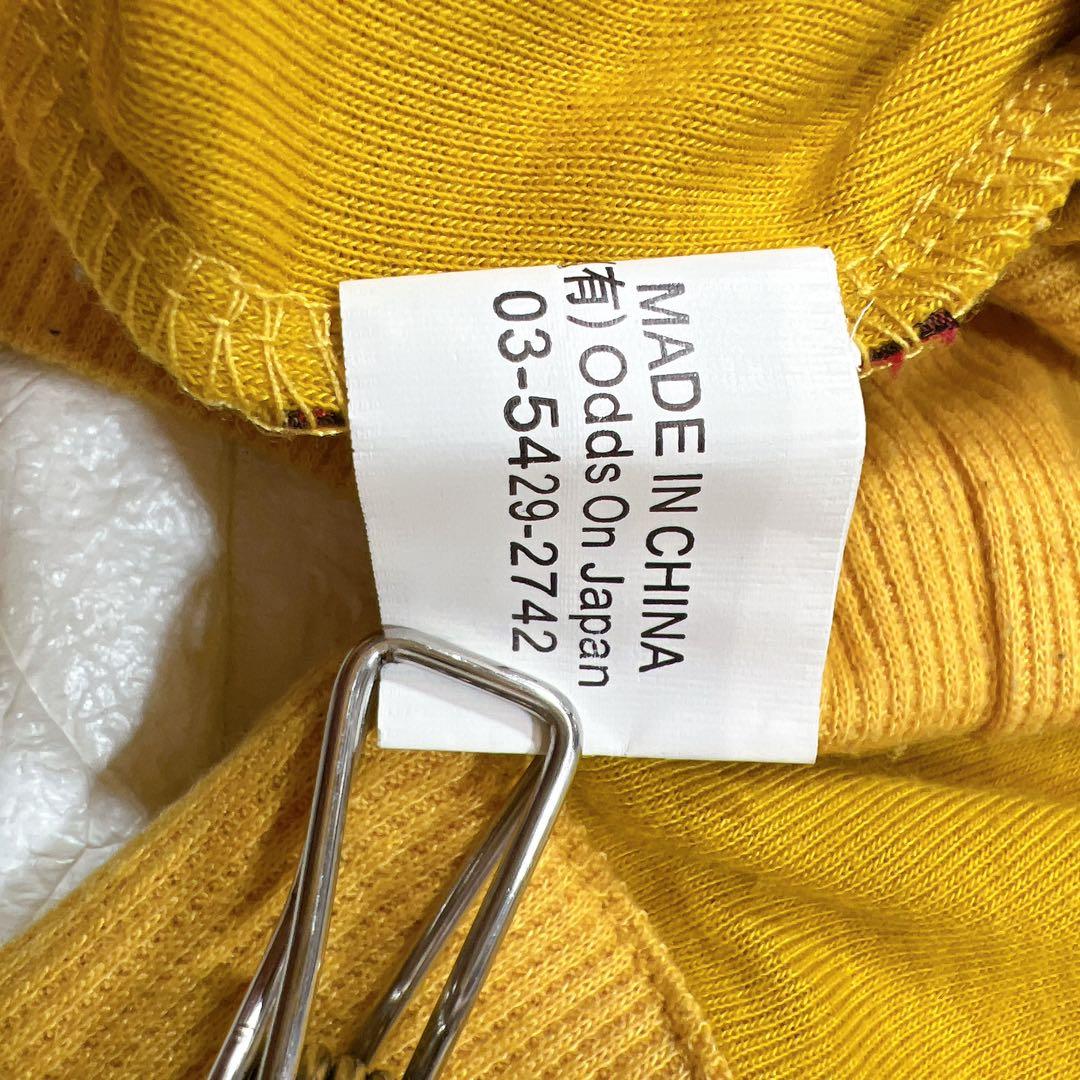 MADE IN CHINA
(有) Odds On Japan
03-5429-2742